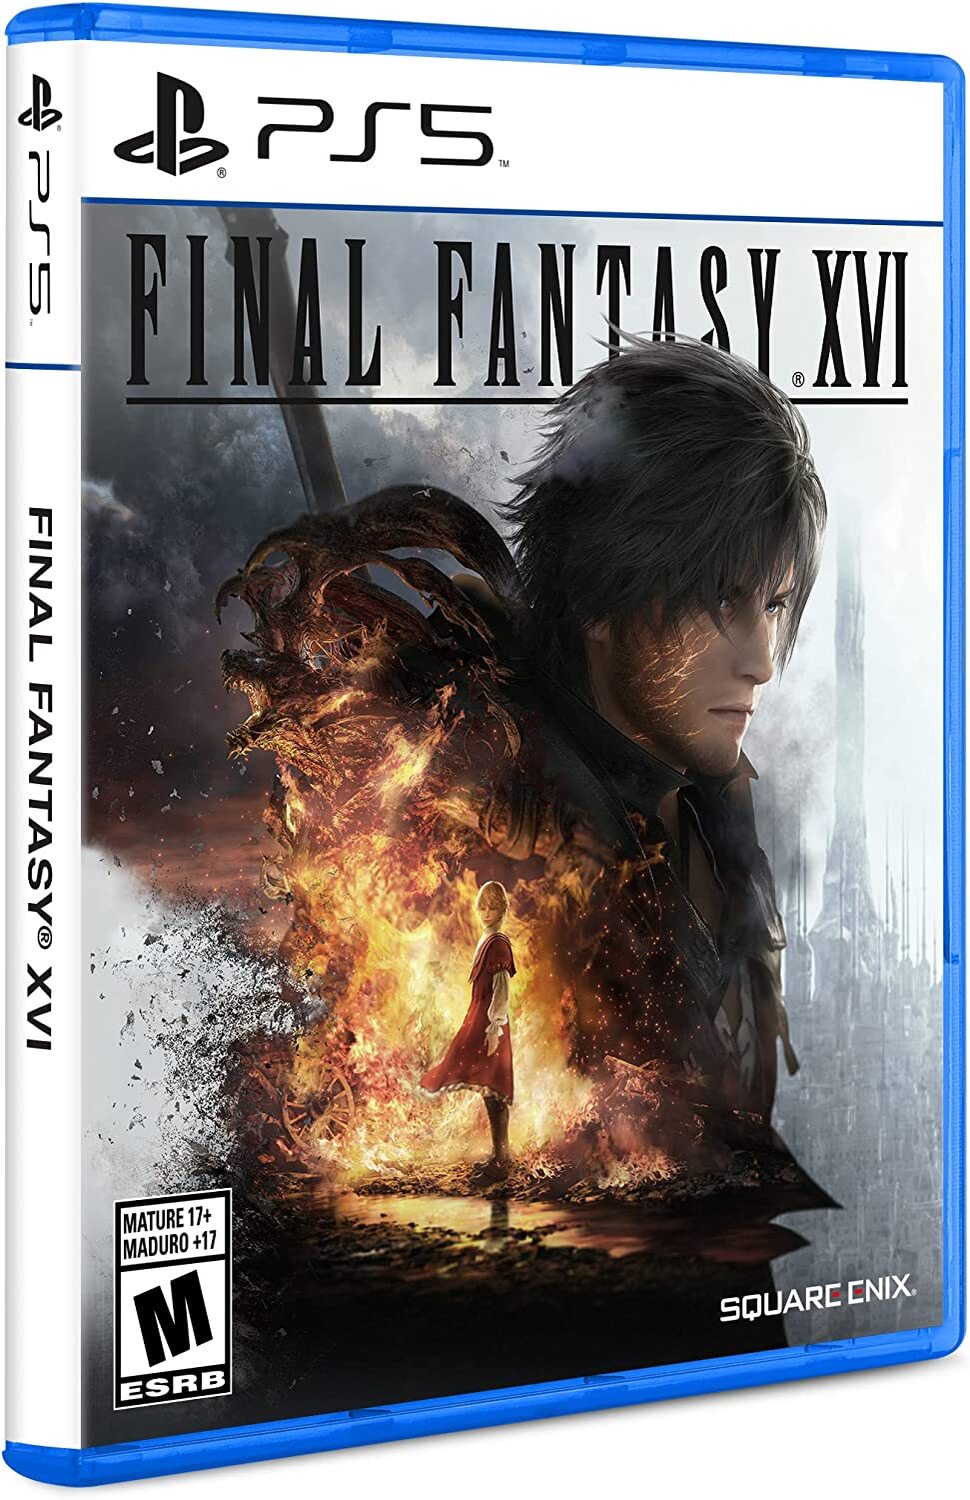 PS5
PS5
FINAL FANTASY® XVI
FINAL FANTASY® XVI
MATURE 17+
MADURO +17
M
ESRB
SQUARE ENIX®